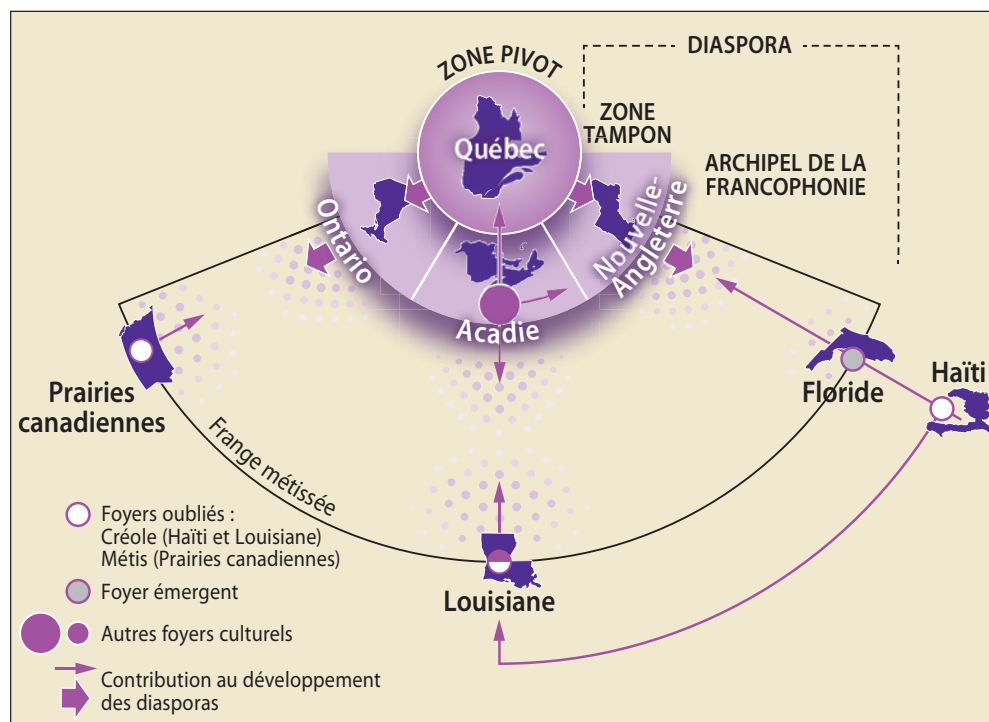 DIASPORA
ZONE PIVOT
ZONE
TAMPON
Québec
ARCHIPEL DE LA
FRANCOPHONIE
Ontario
Nouvelle-
Angleterre
Acadie
Prairies
canadiennes
Floride
Haïti
Frange métissée
Louisiane
Foyers oubliés :
Créole (Haïti et Louisiane)
Métis (Prairies canadiennes)
Foyer émergent
Autres foyers culturels
Contribution au développement
des diasporas